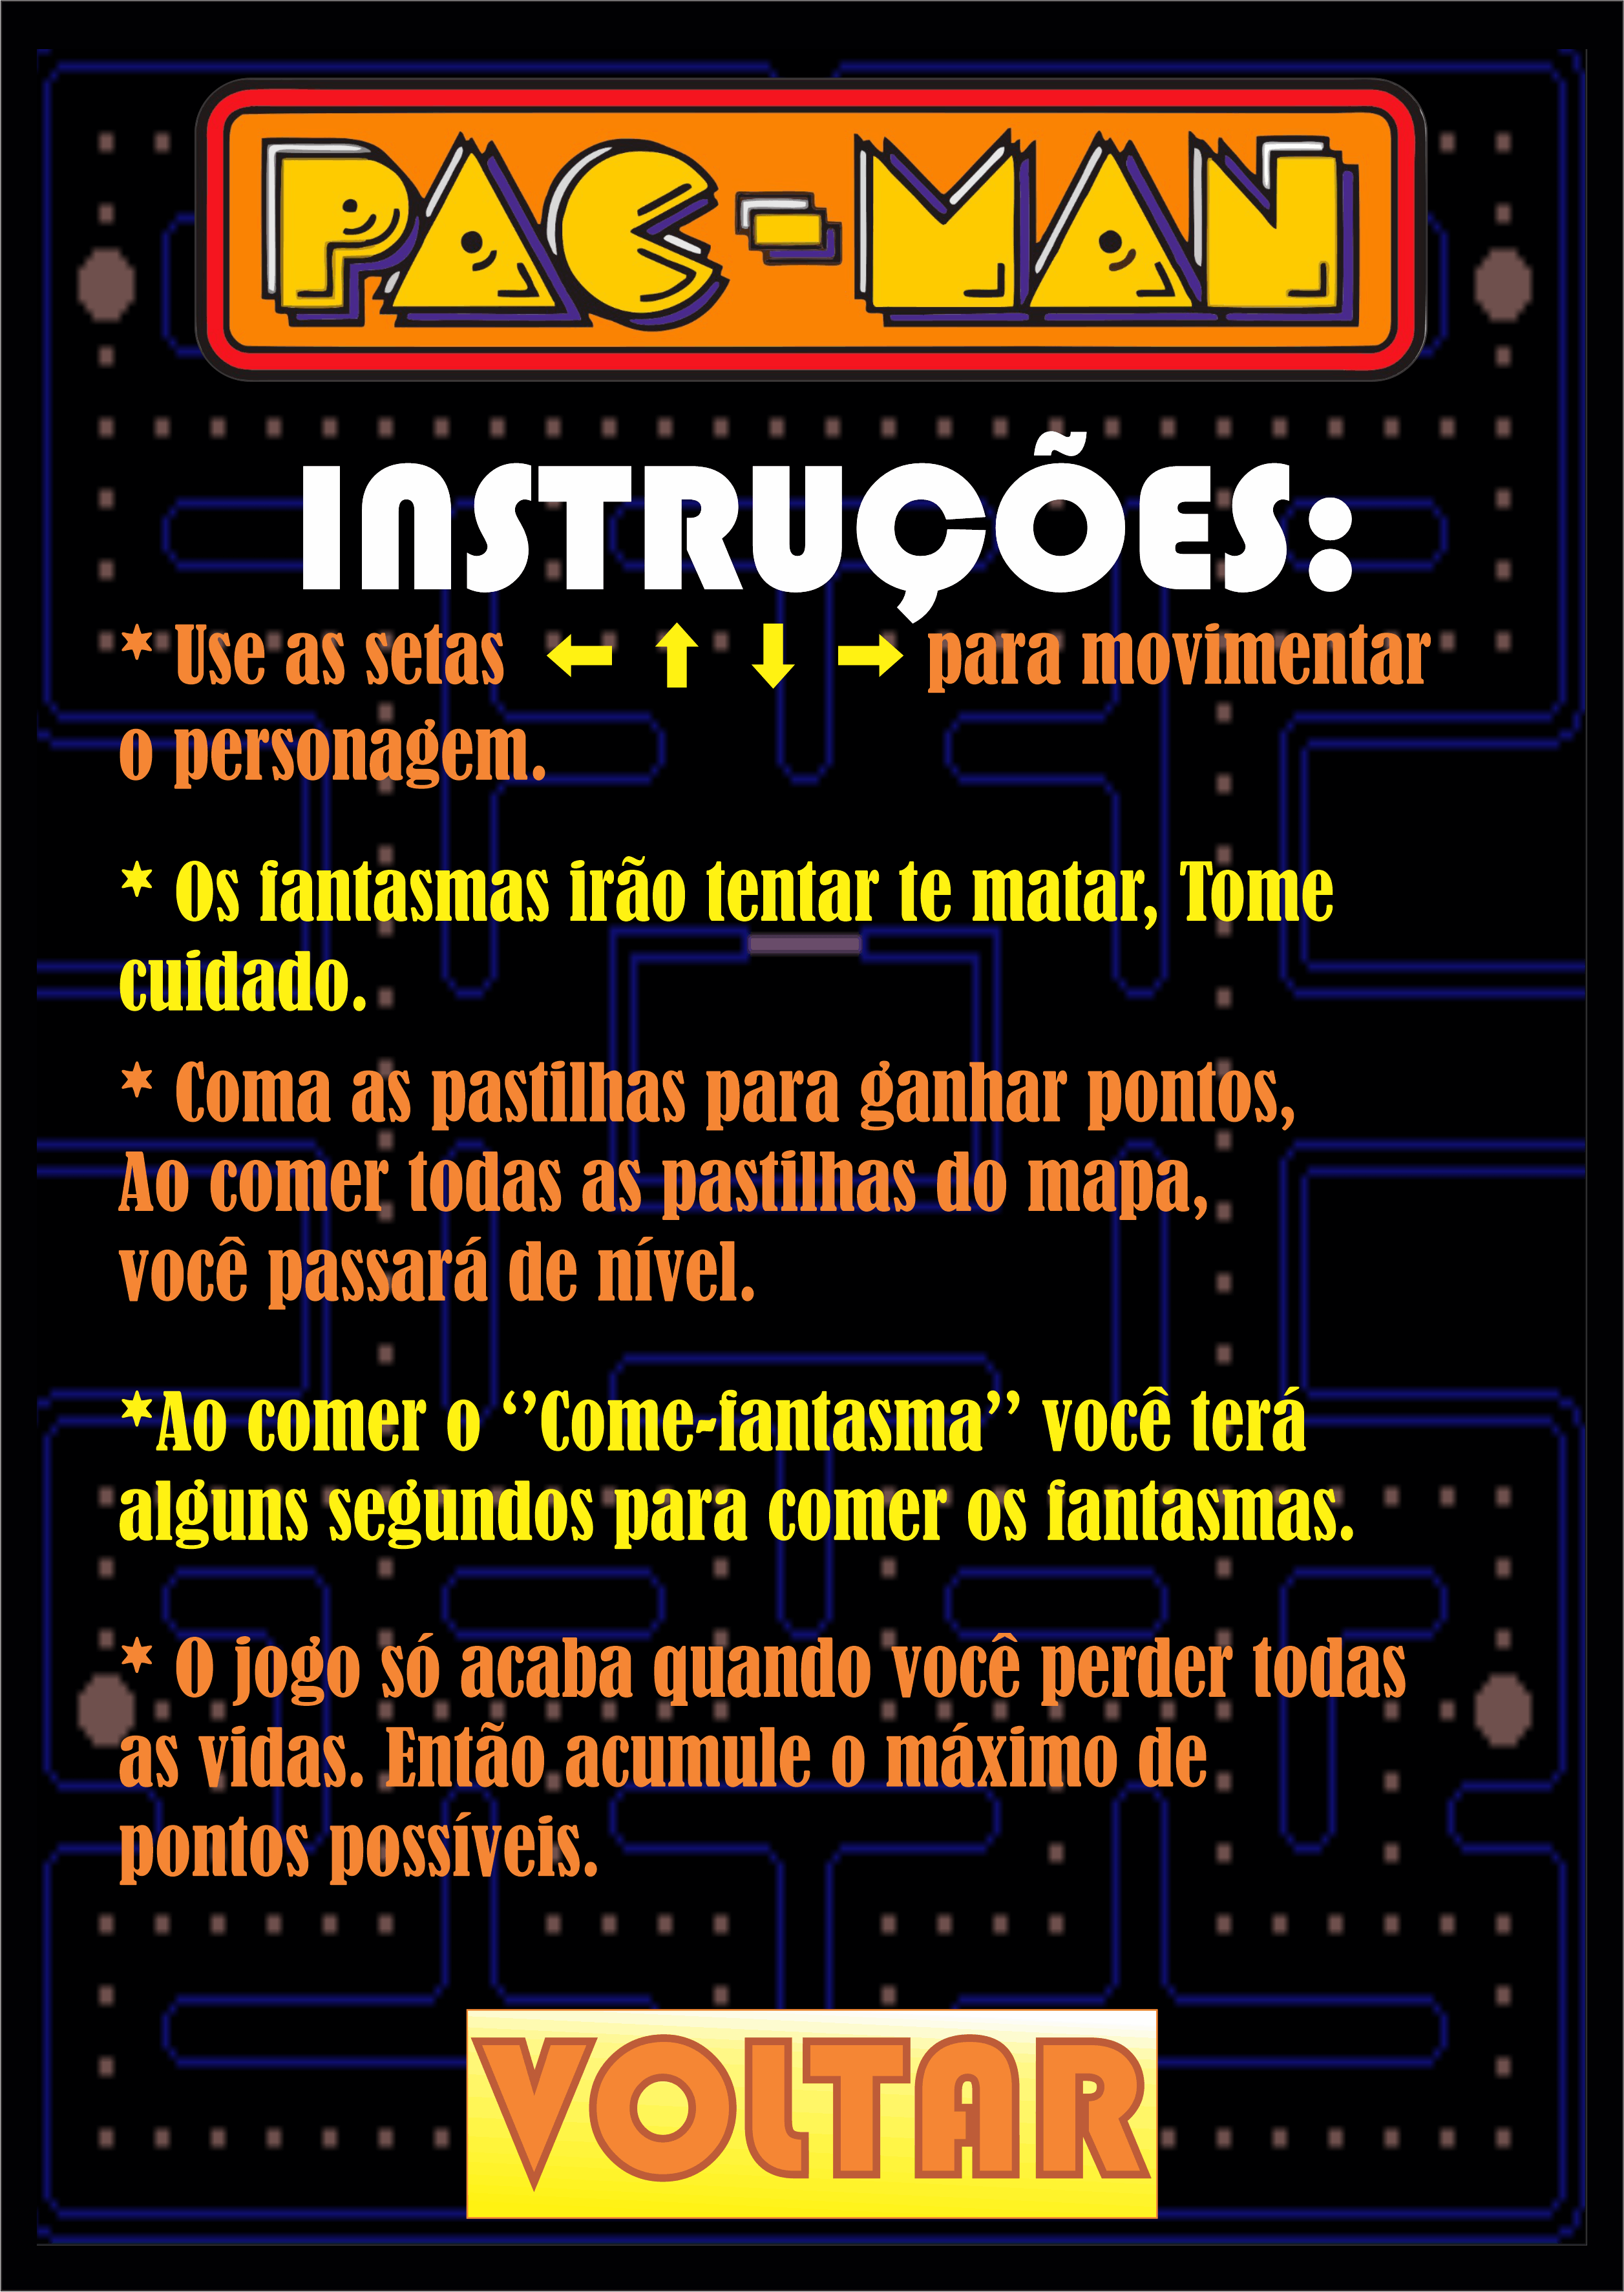 PAC-MAN
INSTRUÇÕES:
* Use as setas ← ↑ ↓ → para movimentar
o personagem.
* Os fantasmas irão tentar te matar, Tome
cuidado.
* Coma as pastilhas para ganhar pontos,
Ao comer todas as pastilhas do mapa,
você passará de nível.
*Ao comer o ‘’Come-fantasma’’ você terá
alguns segundos para comer os fantasmas.
* O jogo só acaba quando você perder todas
as vidas. Então acumule o máximo de
pontos possíveis.
VOLTAR